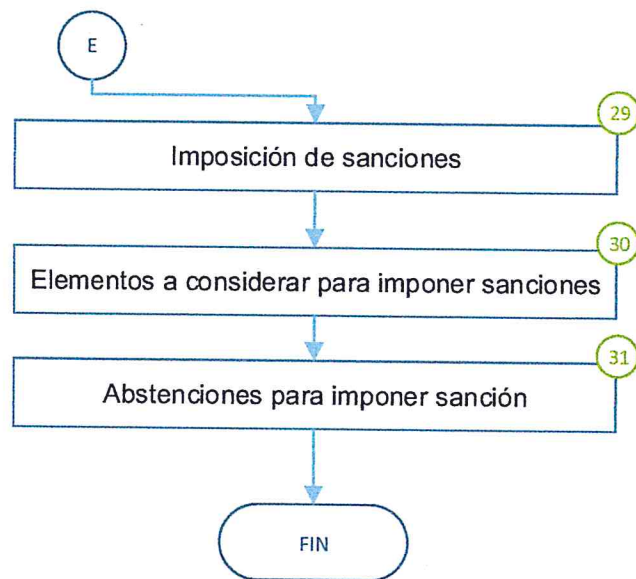 E
29
Imposición de sanciones
30
Elementos a considerar para imponer sanciones
31
Abstenciones para imponer sanción
FIN